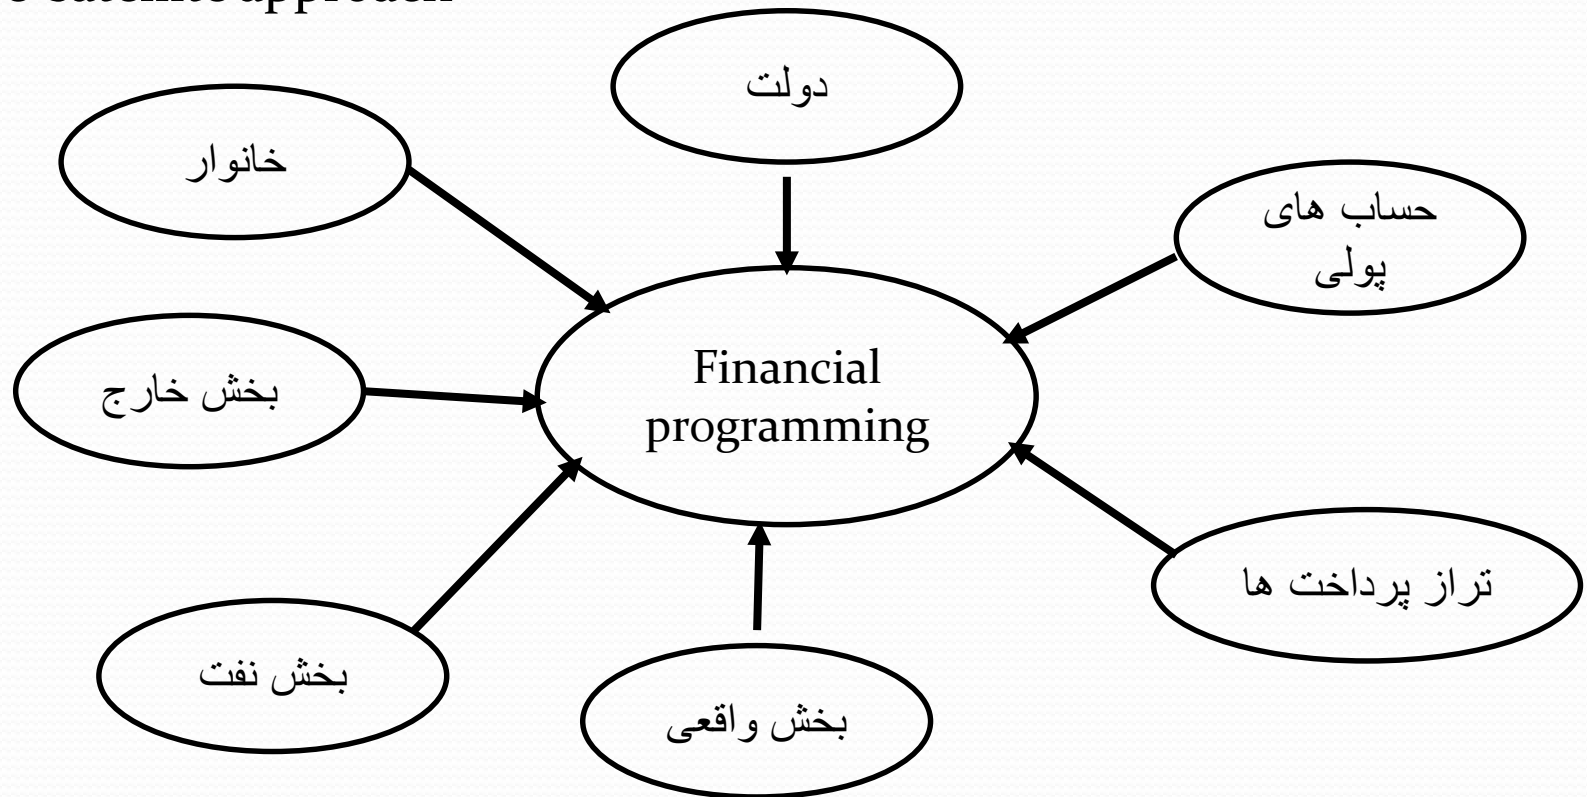 satellite approach
دولت
خانوار
حساب های
پولی
Financial
programming
بخش خارج
تراز پرداخت ها
بخش نفت
بخش واقعی